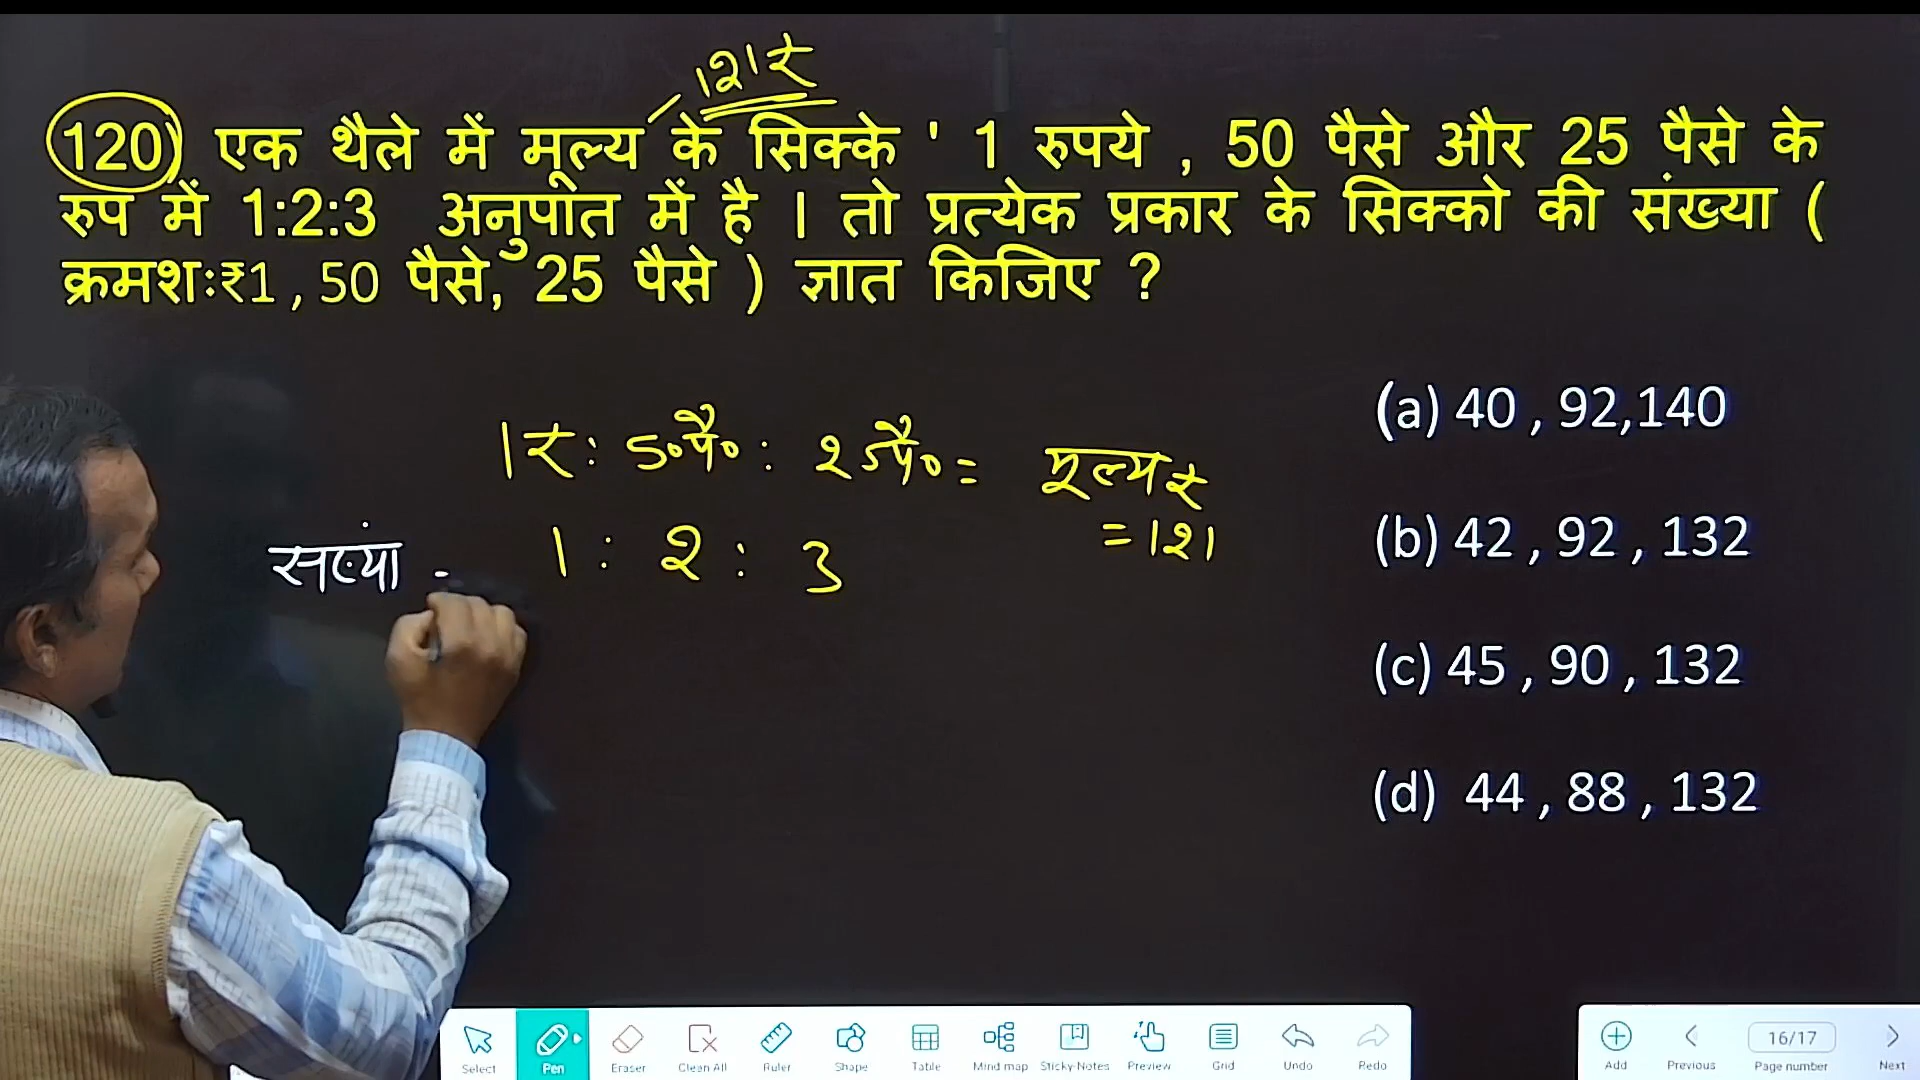 121₹
120) एक थैले में मूल्य के सिक्के ' 1 रुपये , 50 पैसे और 25 पैसे के
रुप में 1:2:3 अनुपात में है । तो प्रत्येक प्रकार के सिक्को की संख्या (
क्रमशः₹1 , 50 पैसे, 25 पैसे ) ज्ञात किजिए ?
(a) 40 , 92,140
1₹ : 50पै० : 25पै० = मूल्य ₹
= 121
संख्या - 1 : 2 : 3
(b) 42 , 92 , 132
(c) 45 , 90 , 132
(d) 44 , 88 , 132
Select Pen Eraser Clean All Ruler Shape Table Mind map Sticky Notes Preview Grid Undo Redo
Add Previous 16/17 Page number Next